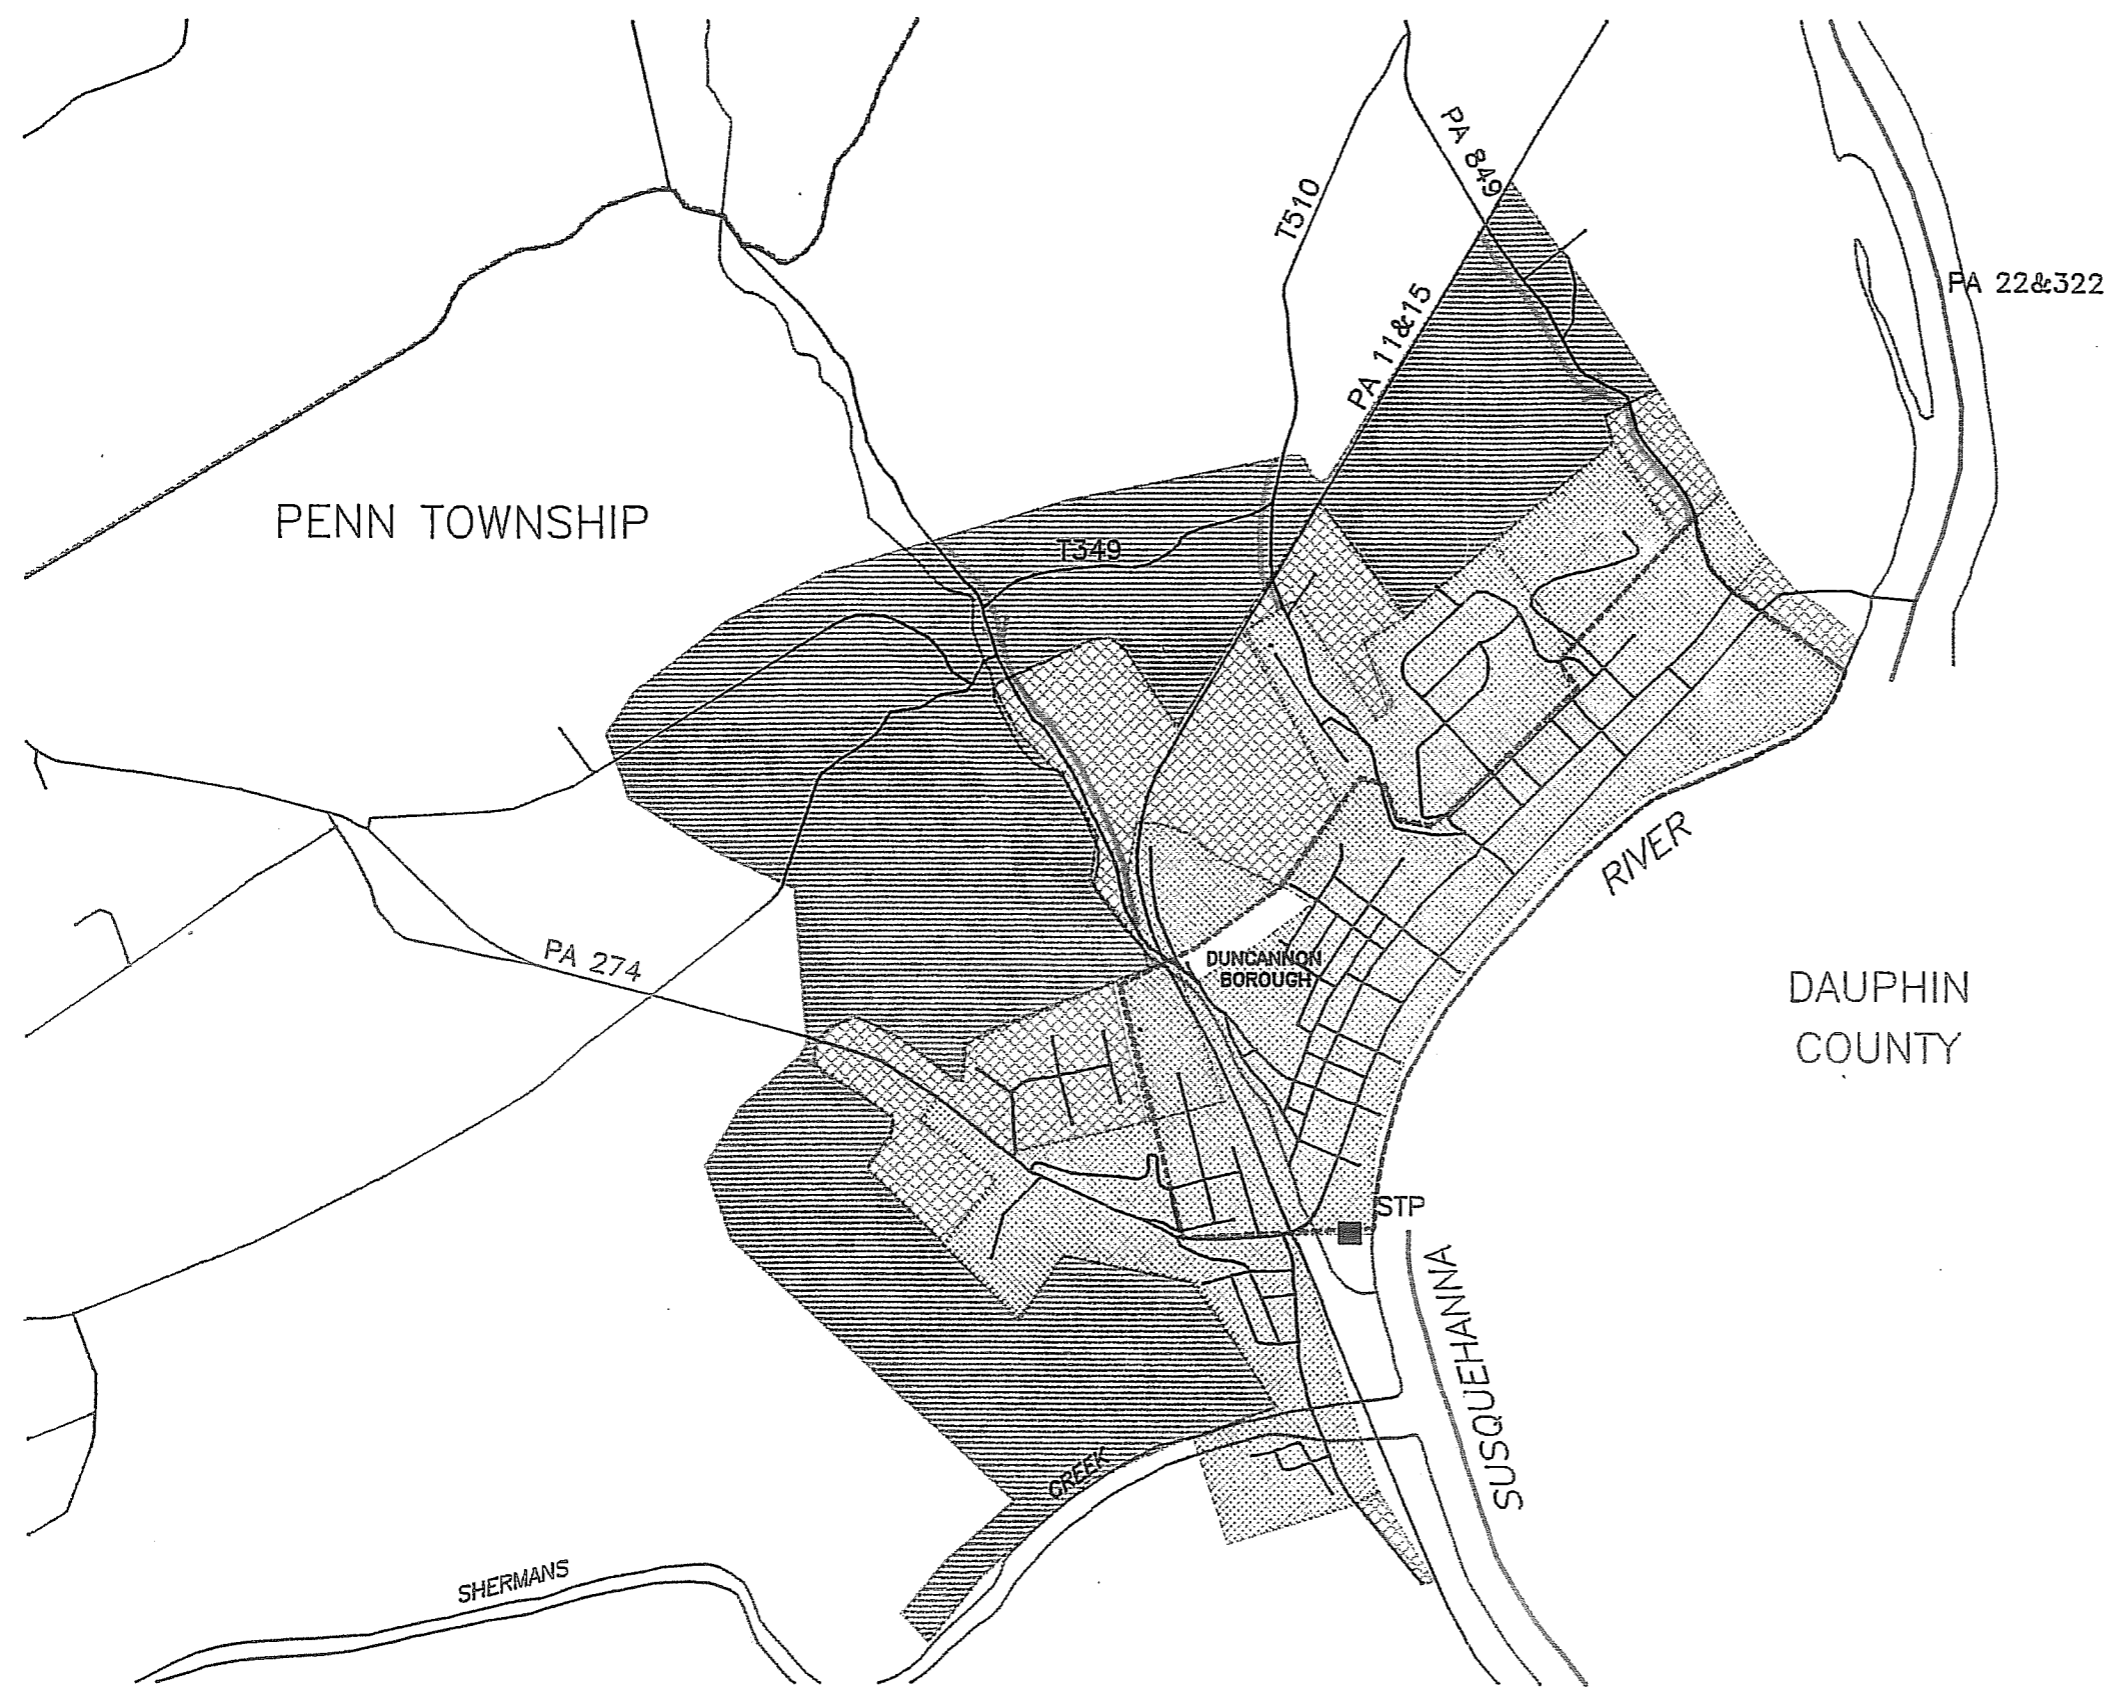 PA 849
T510
PA 22&322
PA 11&15
PENN TOWNSHIP
T349
RIVER
PA 274
DUNCANNON
BOROUGH
DAUPHIN
COUNTY
STP
SUSQUEHANNA
CREEK
SHERMANS